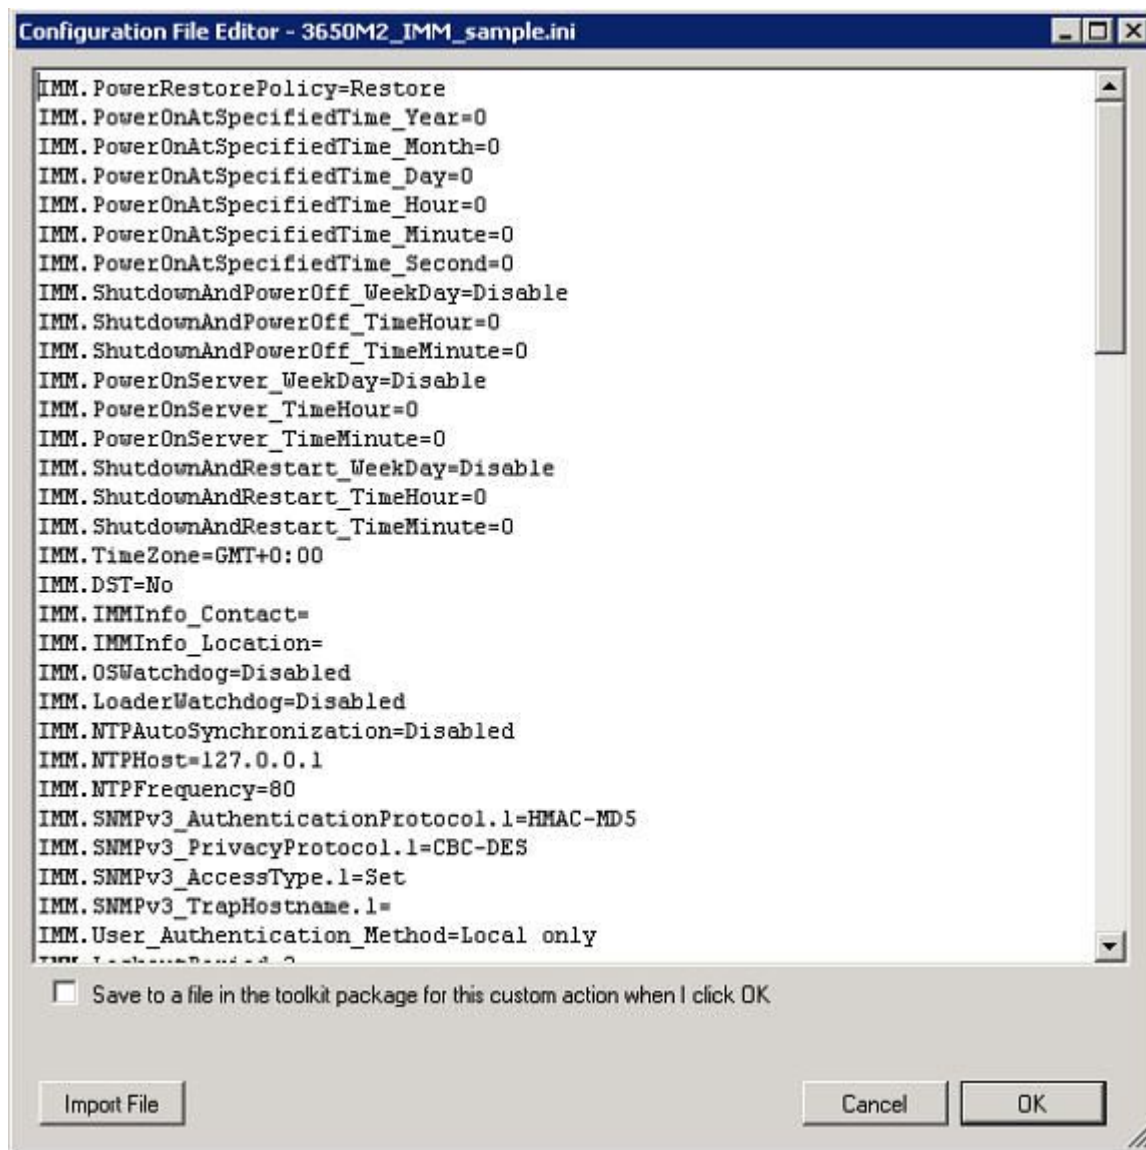 Configuration File Editor - 3650M2_IMM_sample.ini
IMM.PowerRestorePolicy=Restore
IMM.PowerOnAtSpecifiedTime_Year=0
IMM.PowerOnAtSpecifiedTime_Month=0
IMM.PowerOnAtSpecifiedTime_Day=0
IMM.PowerOnAtSpecifiedTime_Hour=0
IMM.PowerOnAtSpecifiedTime_Minute=0
IMM.PowerOnAtSpecifiedTime_Second=0
IMM.ShutdownAndPowerOff_WeekDay=Disable
IMM.ShutdownAndPowerOff_TimeHour=0
IMM.ShutdownAndPowerOff_TimeMinute=0
IMM.PowerOnServer_WeekDay=Disable
IMM.PowerOnServer_TimeHour=0
IMM.PowerOnServer_TimeMinute=0
IMM.ShutdownAndRestart_WeekDay=Disable
IMM.ShutdownAndRestart_TimeHour=0
IMM.ShutdownAndRestart_TimeMinute=0
IMM.TimeZone=GMT+0:00
IMM.DST=No
IMM.IMMInfo_Contact=
IMM.IMMInfo_Location=
IMM.OSWatchdog=Disabled
IMM.LoaderWatchdog=Disabled
IMM.NTPAutoSynchronization=Disabled
IMM.NTPHost=127.0.0.1
IMM.NTPFrequency=80
IMM.SNMPv3_AuthenticationProtocol.1=HMAC-MD5
IMM.SNMPv3_PrivacyProtocol.1=CBC-DES
IMM.SNMPv3_AccessType.1=Set
IMM.SNMPv3_TrapHostname.1=
IMM.User_Authentication_Method=Local only
Save to a file in the toolkit package for this custom action when I click OK
Import File
Cancel
OK